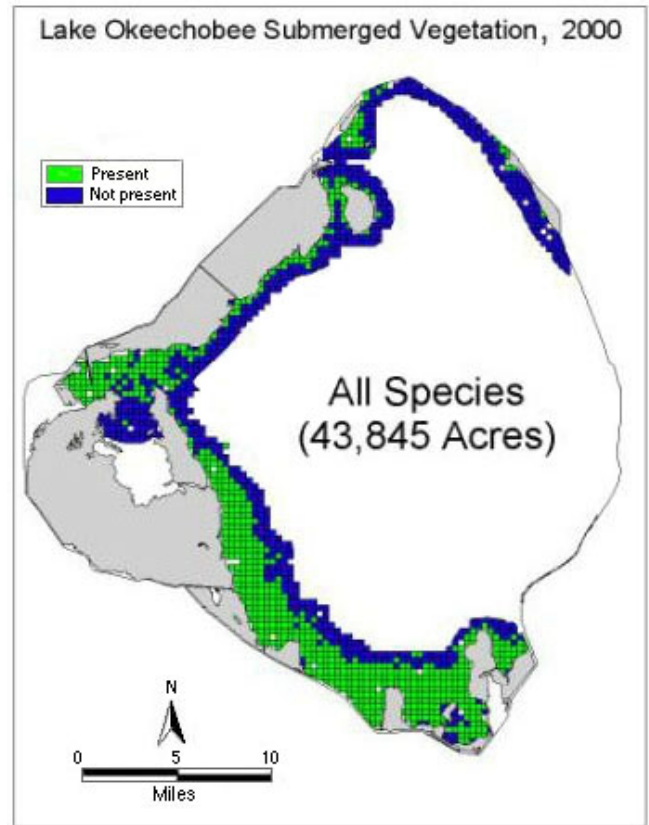 Lake Okeechobee Submerged Vegetation, 2000
Present
Not present
All Species
(43,845 Acres)
N
0 5 10
Miles